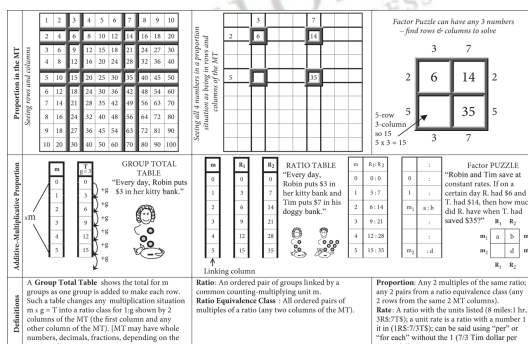 Proportion in the MT
Seeing rows and columns
1 2 3 4 5 6 7 8 9 10
2 4 6 8 10 12 14 16 18 20
3 6 9 12 15 18 21 24 27 30
4 8 12 16 20 24 28 32 36 40
5 10 15 20 25 30 35 40 45 50
6 12 18 24 30 36 42 48 54 60
7 14 21 28 35 42 49 56 63 70
8 16 24 32 40 48 56 64 72 80
9 18 27 36 45 54 63 72 81 90
10 20 30 40 50 60 70 80 90 100
Seeing all 4 numbers in a proportion
situation as being in rows and
columns of the MT
3 7
2 6 14
5 35
Factor Puzzle can have any 3 numbers
– find rows & columns to solve
3 7
2 6 14 2
5-row
3-column
so 15
5 x 3 = 15
35 5
3 7
Additive–Multiplicative Proportion
xm
m T g=3
0 0
1 3
2 6
3 9
4 12
5 15
+g
+g
+g
+g
+g
GROUP TOTAL
TABLE
"Every day, Robin puts
$3 in her kitty bank.
m R1 R2
0 0 0
1 3 7
2 6 14
3 9 21
4 12 28
5 15 35
Linking column
RATIO TABLE
"Every day,
Robin puts $3 in
her kitty bank and
Tim puts $7 in his
doggy bank."
m R1:R2
0 0:0
1 3:7
2 6:14
3 9:21
4 12:28
5 15:35
0 :
1 :
m1 a:b
:
:
m2 :d
Factor PUZZLE
"Robin and Tim save at
constant rates. If on a
certain day R. had $6 and
T. had $14, then how muc
did R. have when T. had
saved $35?"
R1 R2
m1 a b m
m2 :d m
R1 R2
Definitions
A Group Total Table shows the total for m
groups as one group is added to make each row.
Such a table changes any multiplication situation
m x g = T into a ratio class for 1:g shown by 2
columns of the MT (the first column and any
other column of the MT). [MT may have whole
numbers, decimals, fractions, depending on the
Ratio: An ordered pair of groups linked by a
common counting-multiplying unit m.
Ratio Equivalence Class : All ordered pairs of
multiples of a ratio (any two columns of the MT).
Proportion: Any 2 multiples of the same ratio;
any 2 pairs from a ratio equivalence class (any
2 rows from the same 2 MT columns).
Rate: A ratio with the units listed (8 miles:1 hr,
3R$:7T$); a unit rate is a ratio with a number 1
it in (1R$:7/3T$); can be said using "per" or
"for each" without the 1 (7/3 Tim dollar per